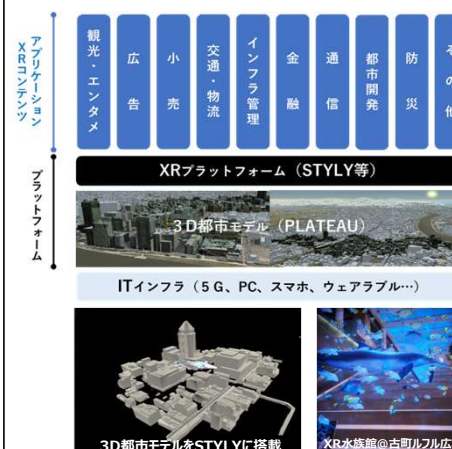 アプリケーション
XRコンテンツ
観光・エンタメ
広告
小売
交通・物流
インフラ管理
金融
通信
都市開発
防災
その他
プラットフォーム
XRプラットフォーム（STYLY等）
3D都市モデル（PLATEAU）
ITインフラ（5G、PC、スマホ、ウェアラブル…）
3D都市モデルをSTYLYに搭載
XR水族館@古町ルフル広